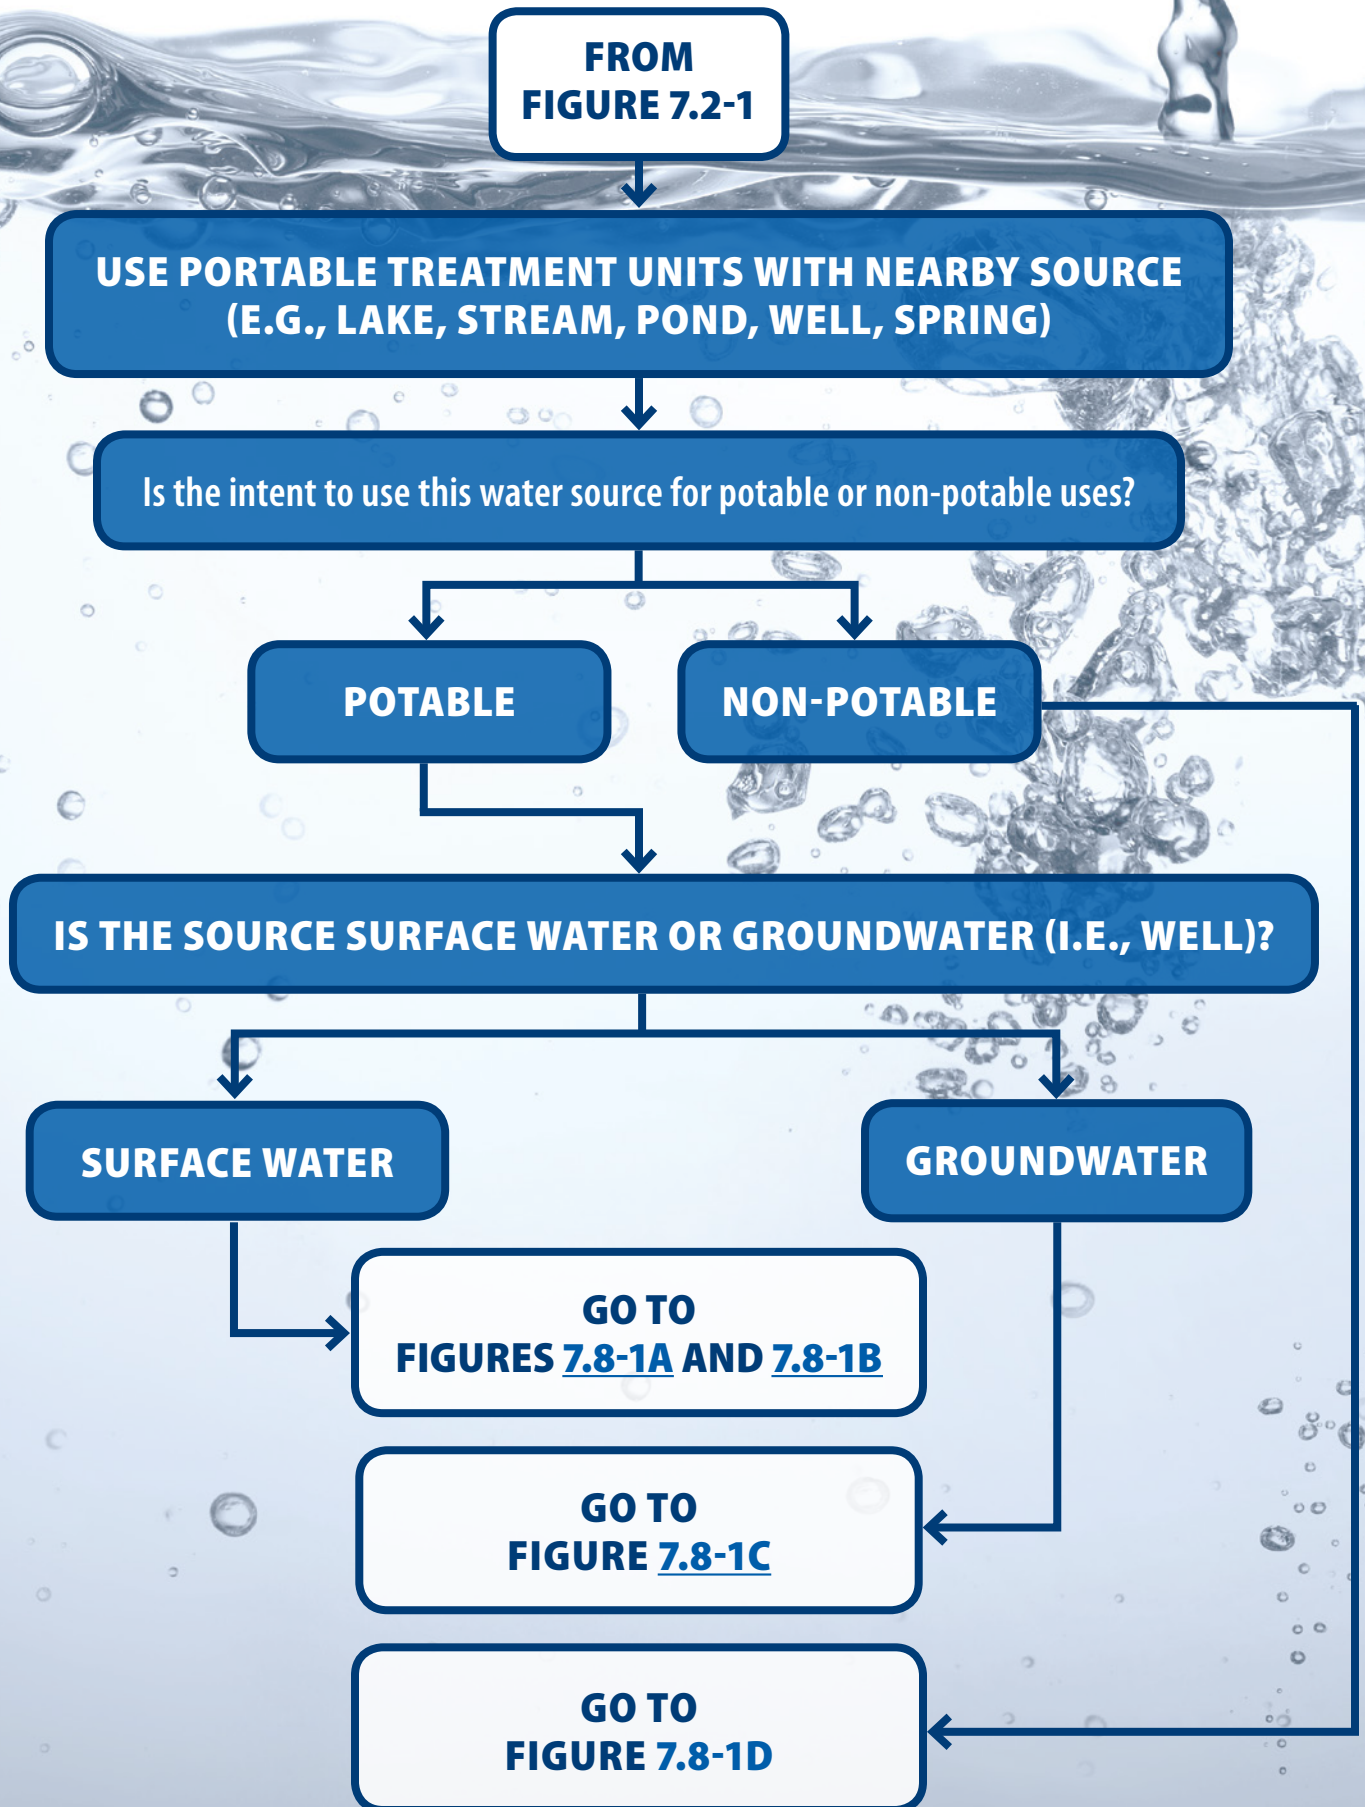 FROM
FIGURE 7.2-1
USE PORTABLE TREATMENT UNITS WITH NEARBY SOURCE
(E.G., LAKE, STREAM, POND, WELL, SPRING)
Is the intent to use this water source for potable or non-potable uses?
POTABLE
NON-POTABLE
IS THE SOURCE SURFACE WATER OR GROUNDWATER (I.E., WELL)?
SURFACE WATER
GROUNDWATER
GO TO
FIGURES 7.8-1A AND 7.8-1B
GO TO
FIGURE 7.8-1C
GO TO
FIGURE 7.8-1D